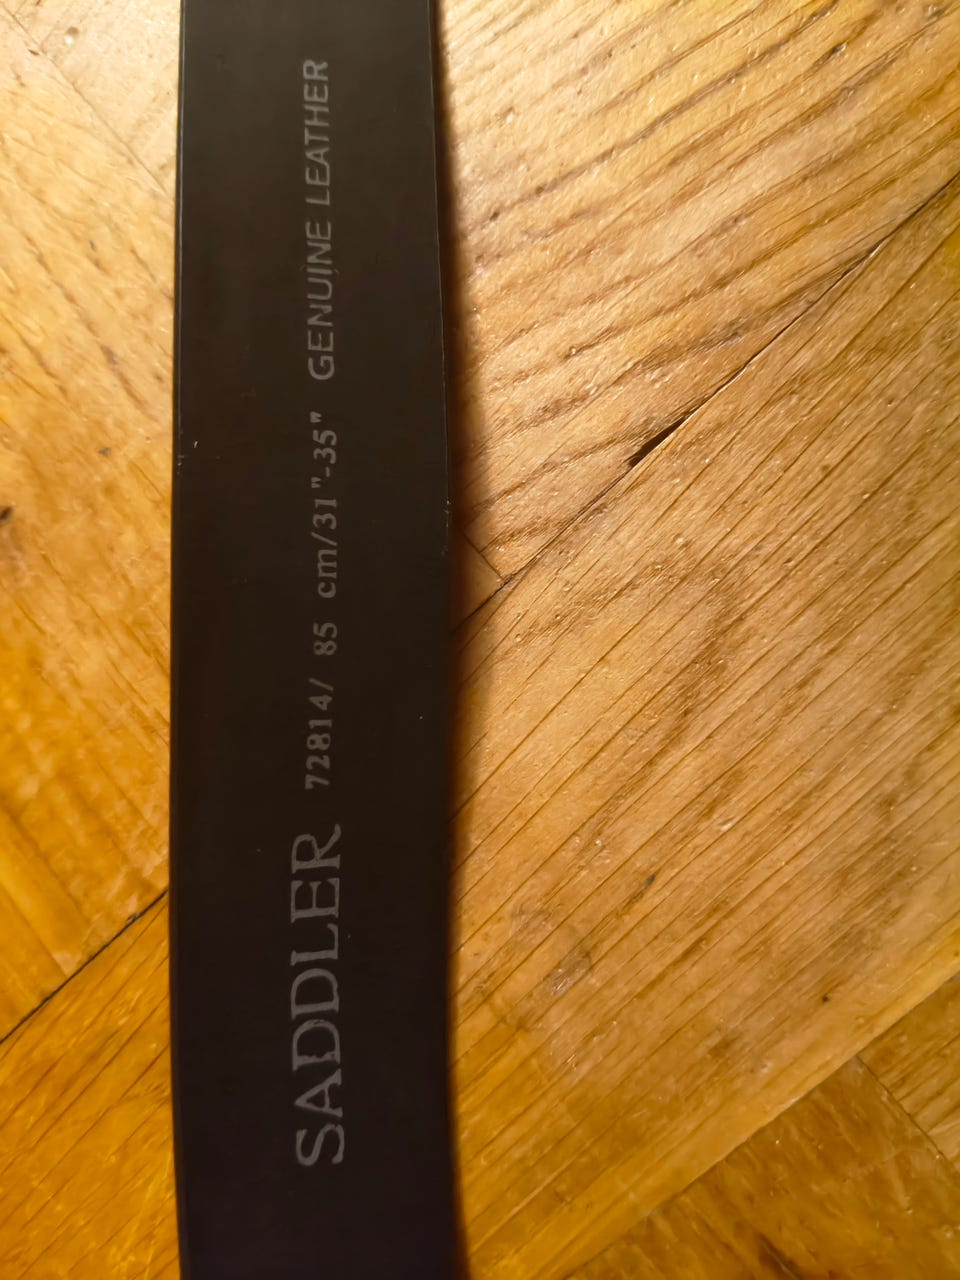 SADDLER 72814/ 85 cm/31"-35" GENUINE LEATHER